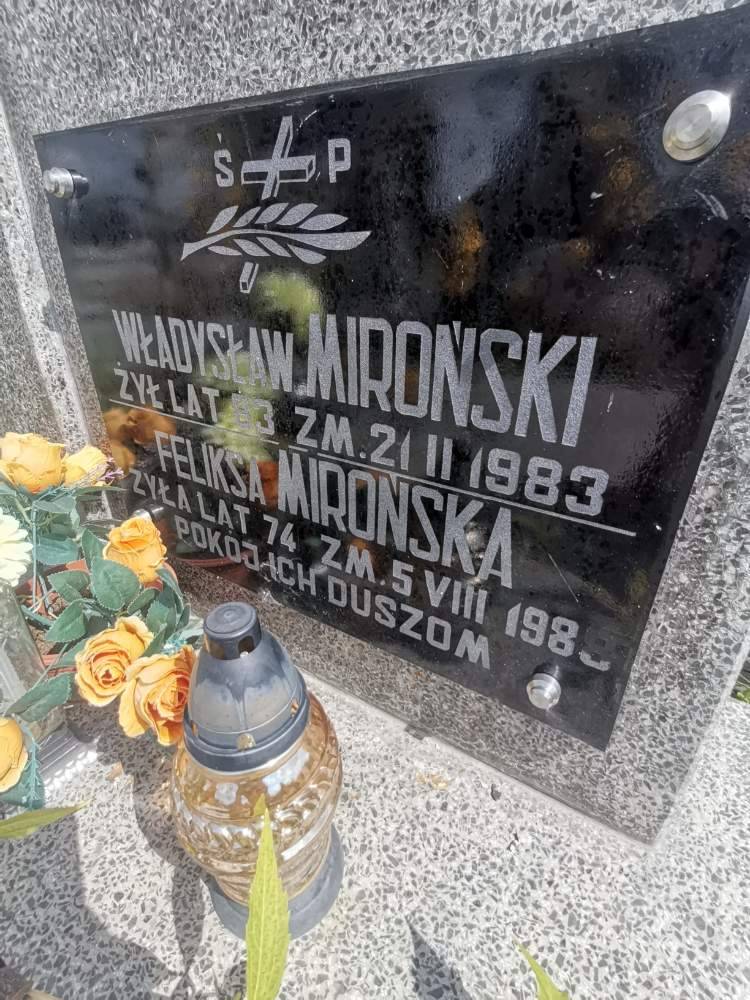 Ś P
WŁADYSŁAW MIROŃSKI
ŻYŁ LAT 83 ZM. 21 II 1983
FELIKSA MIROŃSKA
ŻYŁA LAT 74 ZM. 5 VIII
POKÓJ ICH DUSZOM